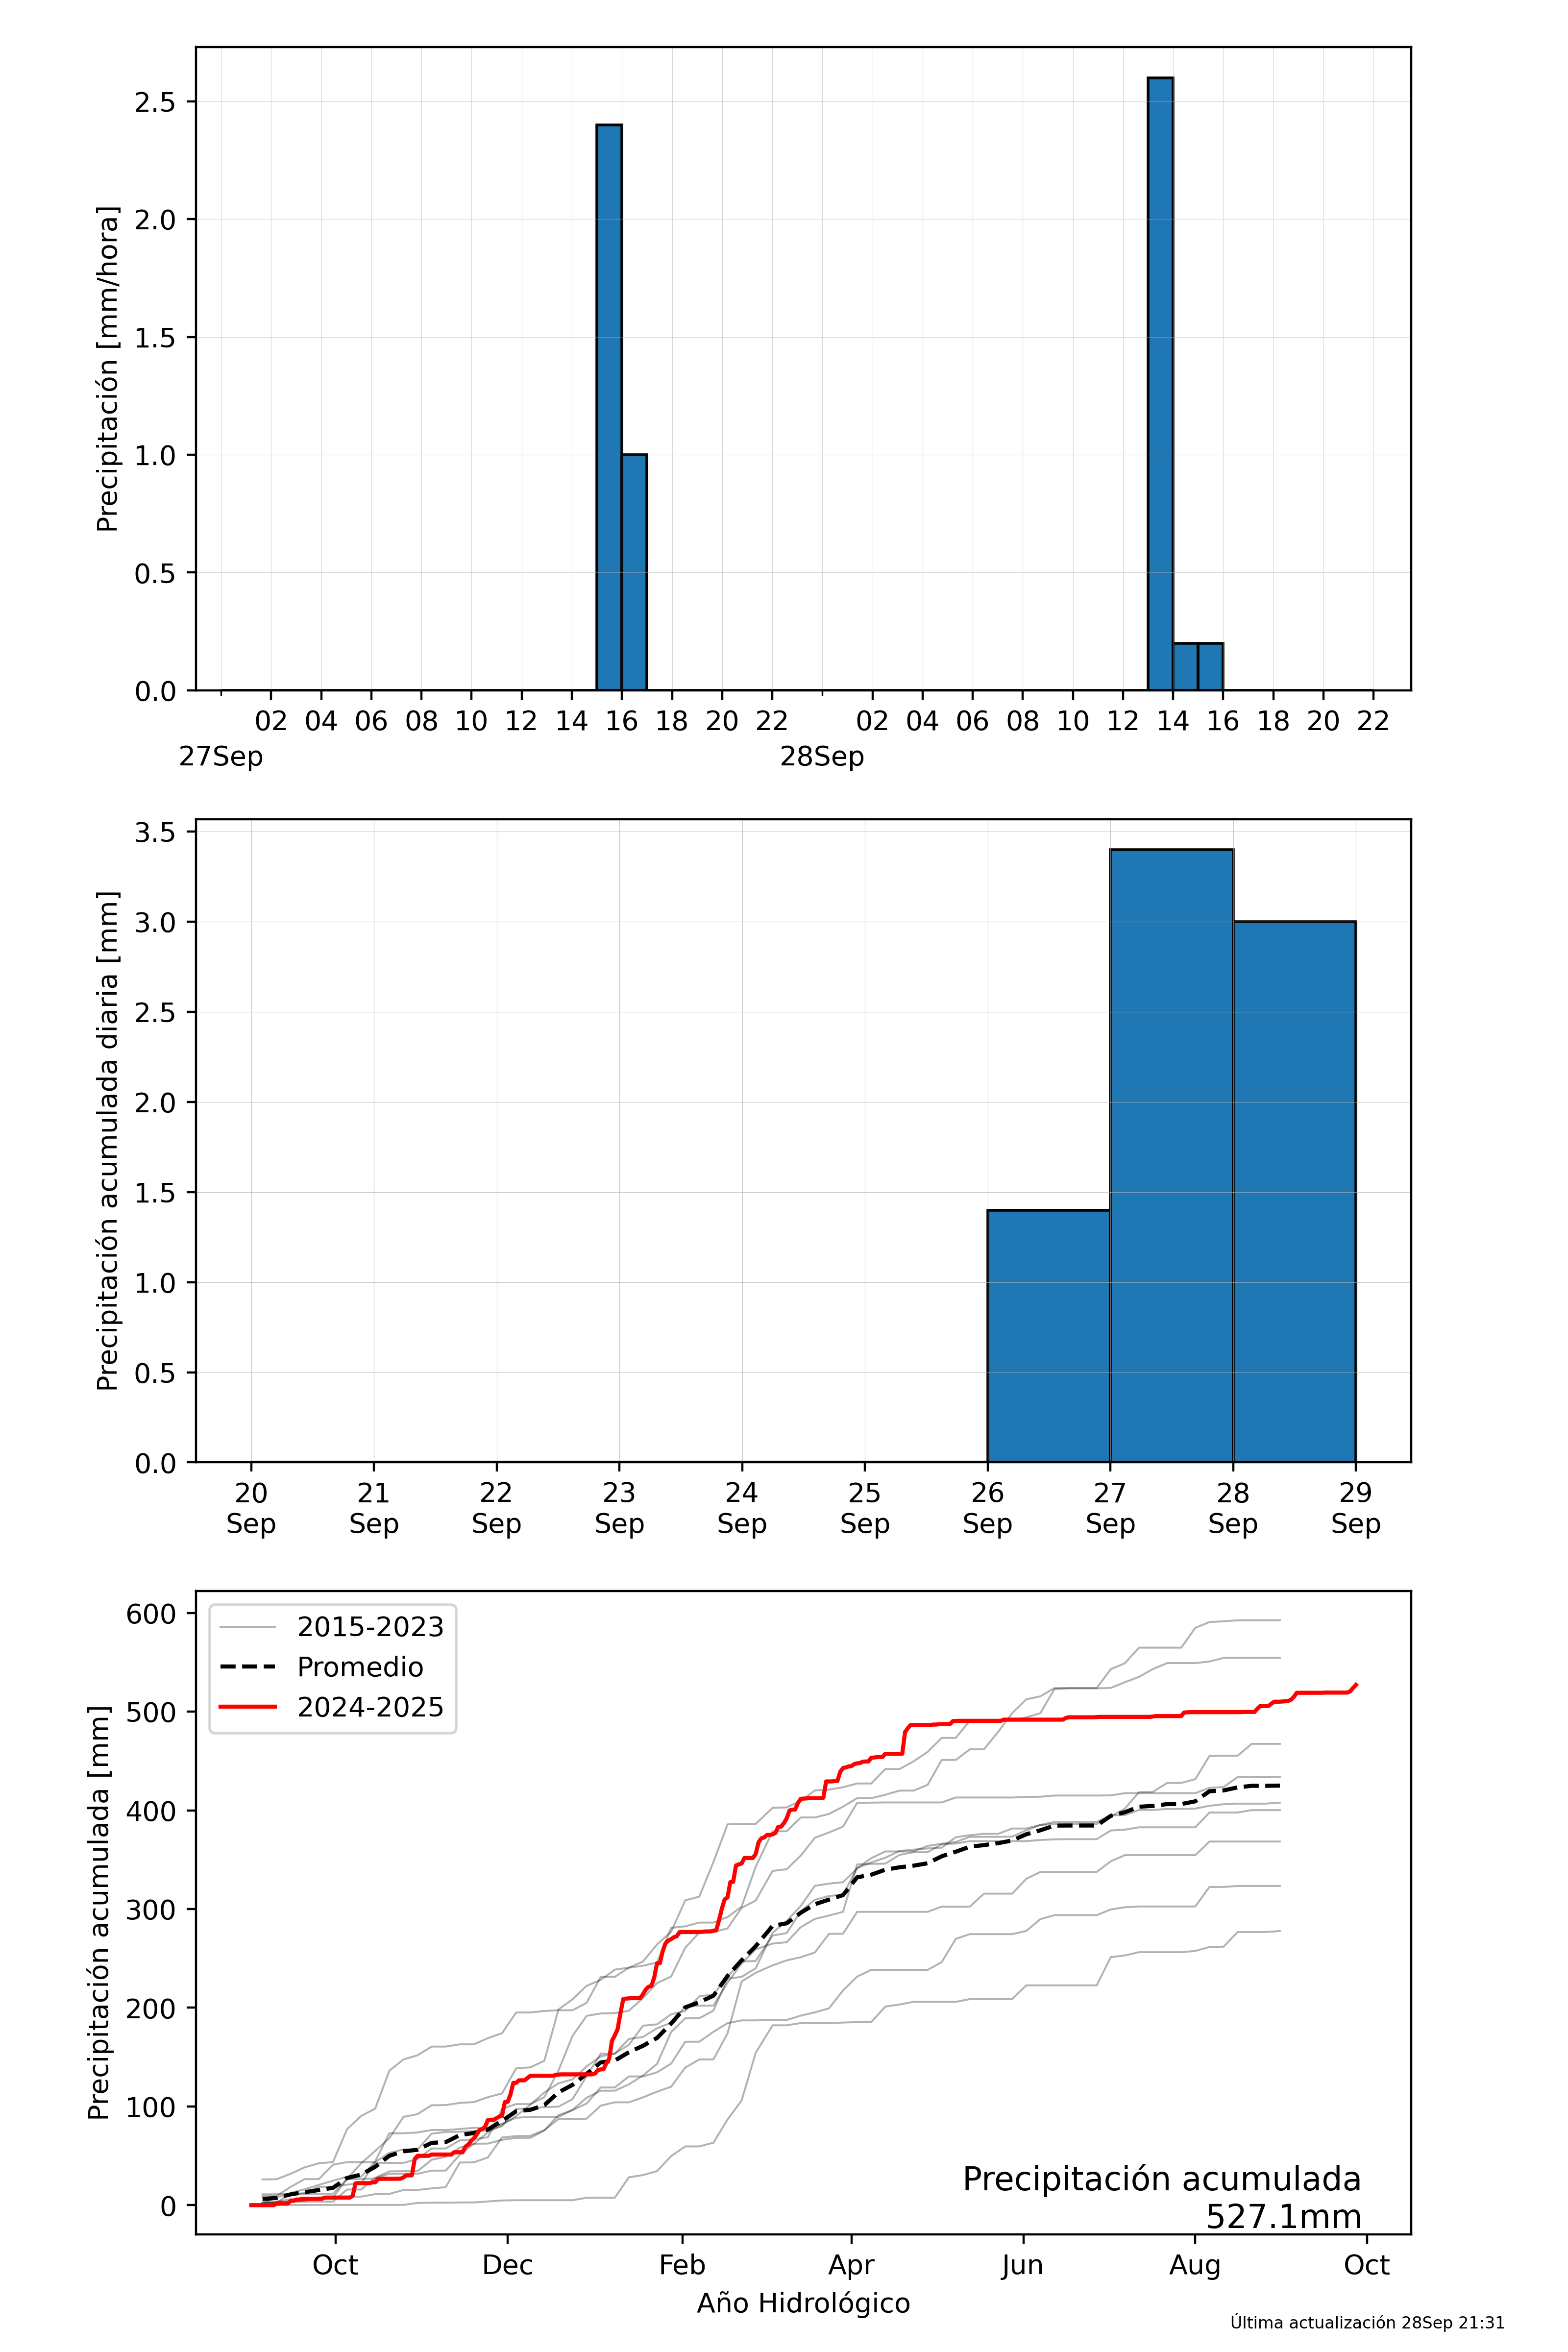 Precipitación [mm/hora]
2.5
2.0
1.5
1.0
0.5
0.0
02 04 06 08 10 12 14 16 18 20 22 02 04 06 08 10 12 14 16 18 20 22
27Sep 28Sep
Precipitación acumulada diaria [mm]
3.5
3.0
2.5
2.0
1.5
1.0
0.5
0.0
20 21 22 23 24 25 26 27 28 29
Sep Sep Sep Sep Sep Sep Sep Sep Sep Sep
Precipitación acumulada [mm]
600
500
400
300
200
100
0
2015-2023
Promedio
2024-2025
Precipitación acumulada
527.1mm
Oct Dec Feb Apr Jun Aug Oct
Año Hidrológico
Última actualización 28Sep 21:31